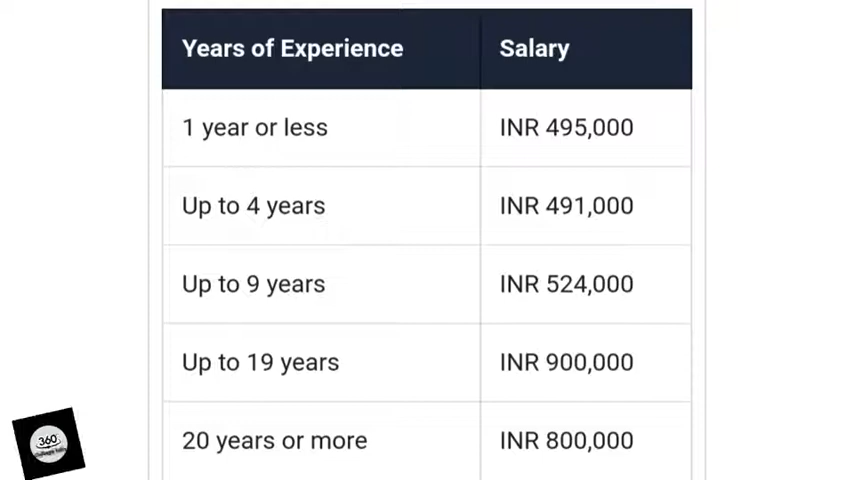 Years of Experience Salary
1 year or less INR 495,000
Up to 4 years INR 491,000
Up to 9 years INR 524,000
Up to 19 years INR 900,000
20 years or more INR 800,000
360